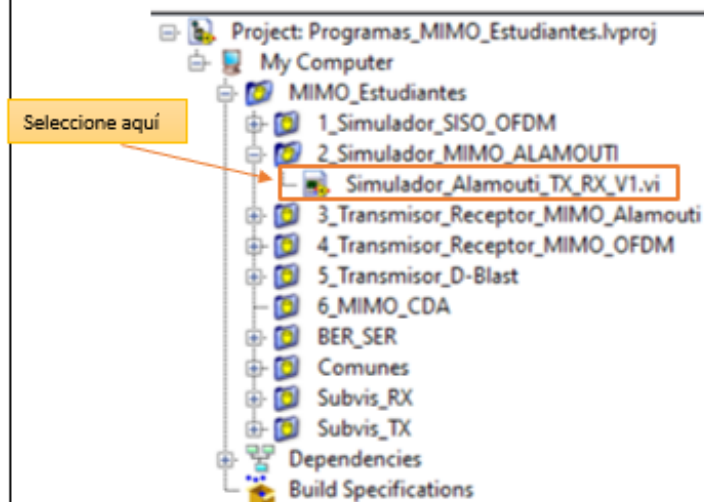 Project: Programas_MIMO_Estudiantes.lvproj
My Computer
MIMO_Estudiantes
Seleccione aquí
1_Simulador_SISO_OFDM
2_Simulador_MIMO_ALAMOUTI
Simulador_Alamouti_TX_RX_V1.vi
3_Transmisor_Receptor_MIMO_Alamouti
4_Transmisor_Receptor_MIMO_OFDM
5_Transmisor_D-Blast
6_MIMO_CDA
BER_SER
Comunes
Subvis_RX
Subvis_TX
Dependencies
Build Specifications